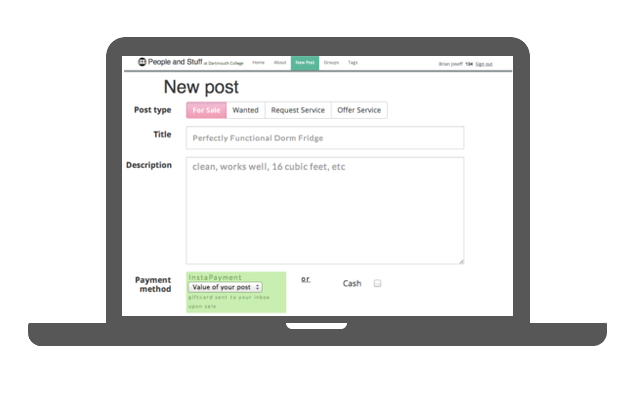 People and Stuff at Dartmouth College Home About New Post Groups Tags Brian Joseff 134 Sign out
New post
Post type For Sale Wanted Request Service Offer Service
Title Perfectly Functional Dorm Fridge
Description clean, works well, 16 cubic feet, etc
Payment method
InstaPayment
Value of your post
giftcard sent to your inbox
upon sale
or
Cash